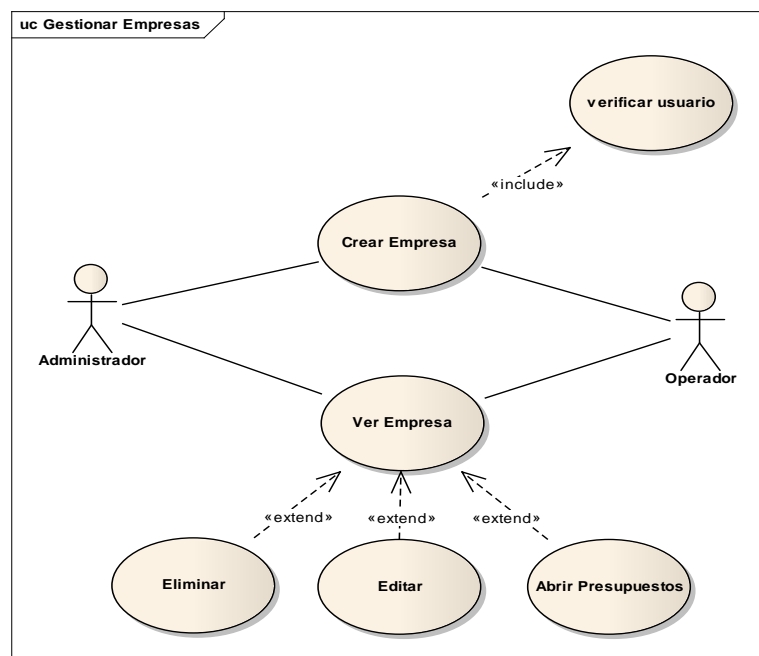 uc Gestionar Empresas
verificar usuario
«include»
Crear Empresa
Administrador
Operador
Ver Empresa
«extend»
«extend»
«extend»
Eliminar
Editar
Abrir Presupuestos